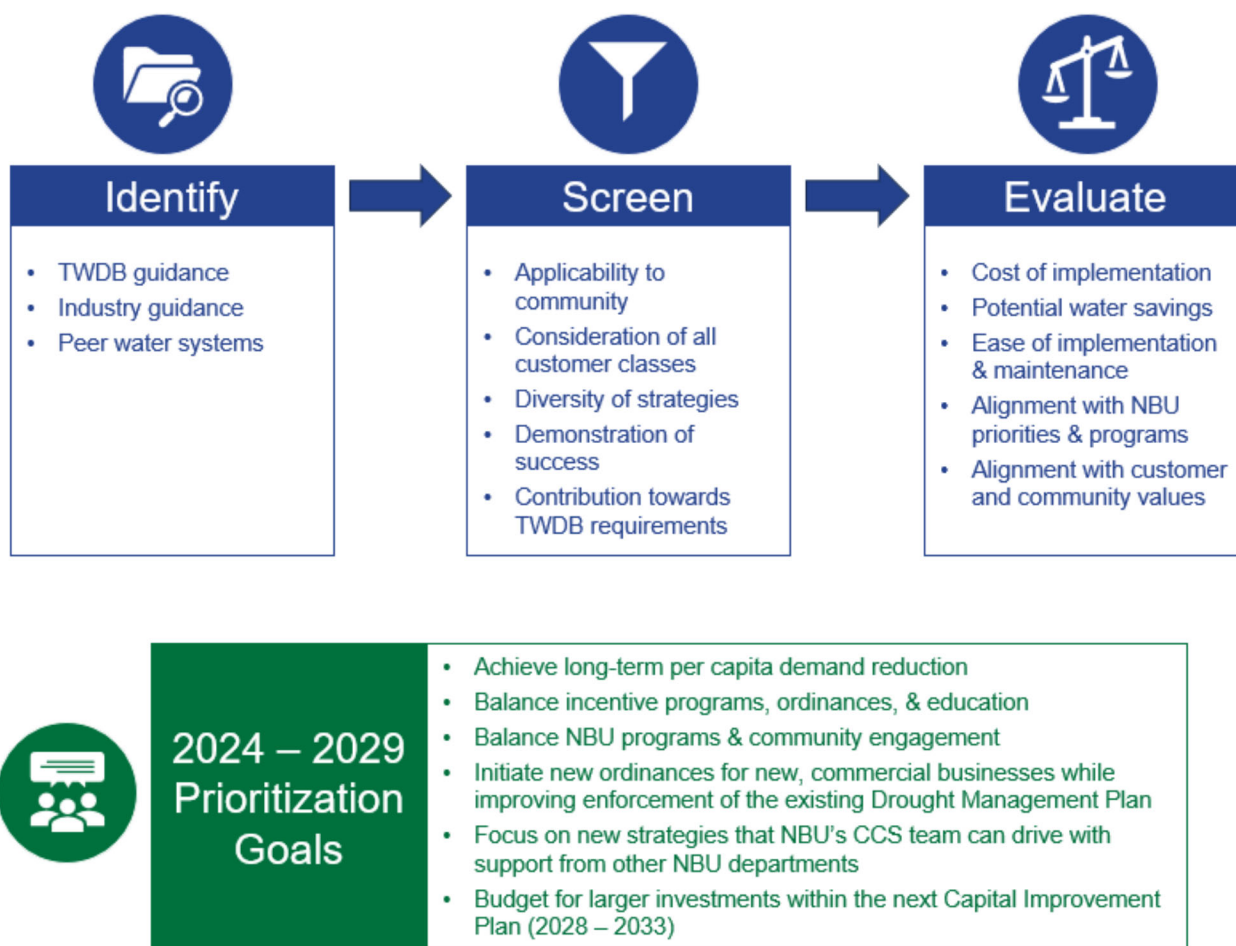 Identify
• TWDB guidance
• Industry guidance
• Peer water systems
Screen
• Applicability to
community
• Consideration of all
customer classes
• Diversity of strategies
• Demonstration of
success
• Contribution towards
TWDB requirements
Evaluate
• Cost of implementation
• Potential water savings
• Ease of implementation
& maintenance
• Alignment with NBU
priorities & programs
• Alignment with customer
and community values
2024 – 2029
Prioritization
Goals
• Achieve long-term per capita demand reduction
• Balance incentive programs, ordinances, & education
• Balance NBU programs & community engagement
• Initiate new ordinances for new, commercial businesses while
improving enforcement of the existing Drought Management Plan
• Focus on new strategies that NBU's CCS team can drive with
support from other NBU departments
• Budget for larger investments within the next Capital Improvement
Plan (2028 – 2033)